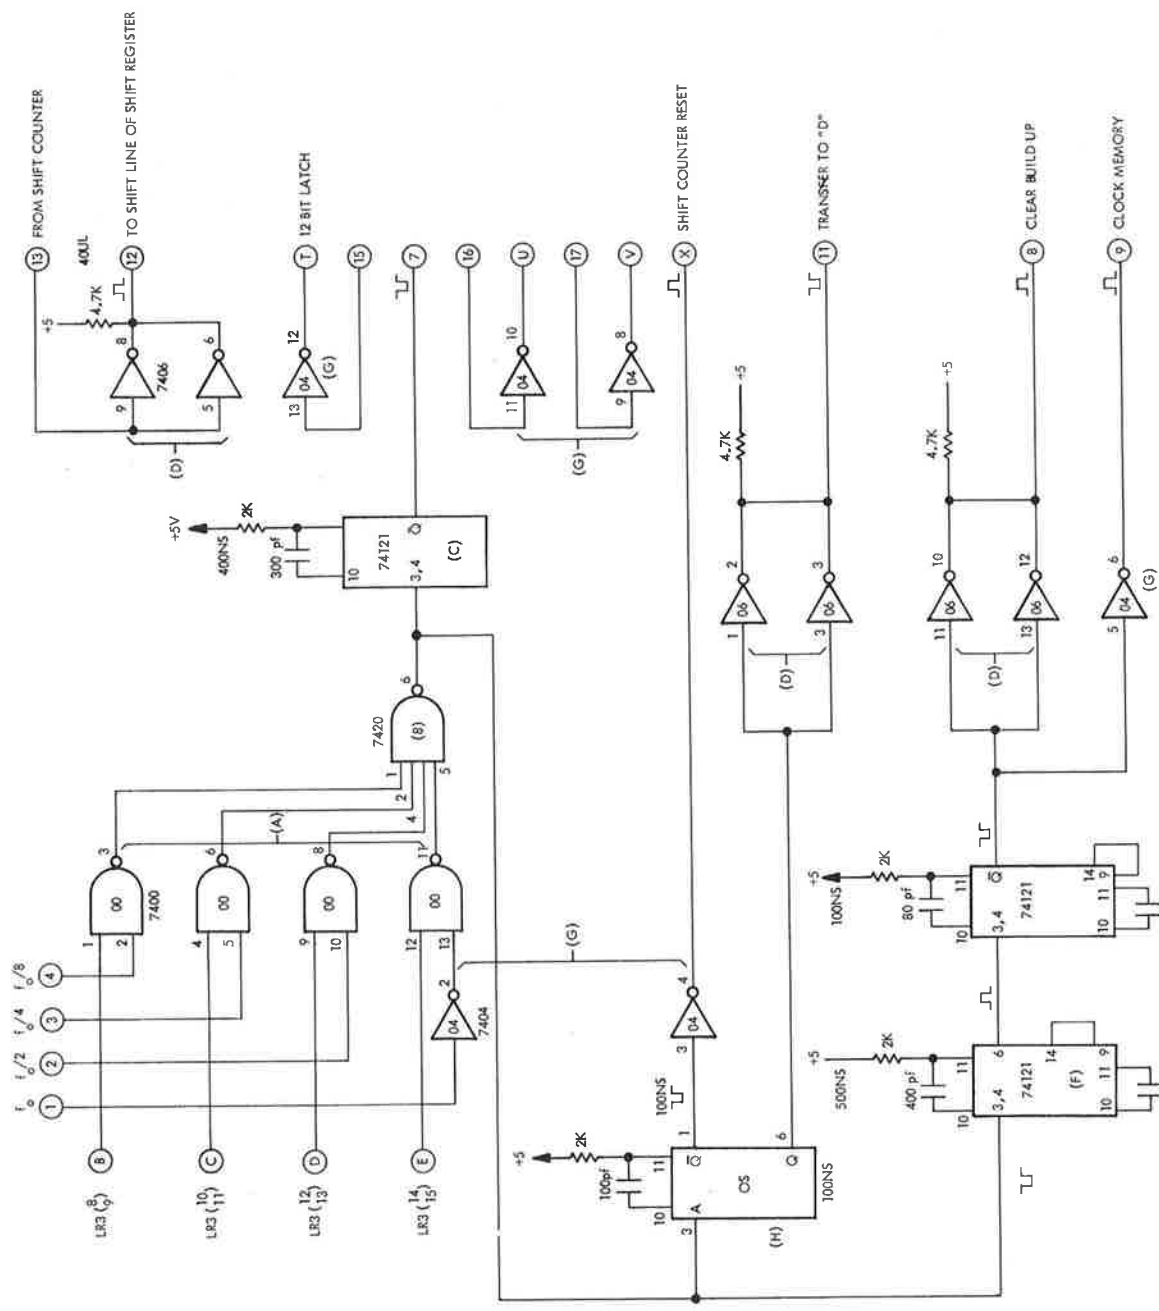 13 FROM SHIFT COUNTER
40UL
12 TO SHIFT LINE OF SHIFT REGISTER
+5
4.7K
9
8
7406
5
6
(D)
T 12 BIT LATCH
13
04
12
(G)
15
7
+5V
2K
400NS
300 pf
10
74121
3,4
Q
(C)
16
11
04
10
U
17
9
04
8
V
(G)
X SHIFT COUNTER RESET
f₀/8
4
f₀/4
3
f₀/2
2
f₀
1
LR3 (8/9)
B
LR3 (10/11)
C
LR3 (12/13)
D
LR3 (14/15)
E
1
2
00
3
7400
4
5
00
6
9
10
00
8
12
13
00
11
(A)
1
2
4
5
7420
(8)
6
04
2
7404
(G)
3
04
4
100NS
+5
2K
100pf
10
11
3
A
OS
Q̅
1
Q
6
(H)
100NS
1
06
2
3
06
3
(D)
+5
4.7K
11 TRANSFER TO "D"
11
06
10
13
06
12
(D)
+5
4.7K
8 CLEAR BUILD UP
5
04
6
(G)
9 CLOCK MEMORY
+5
500NS
2K
400 pf
10
11
3,4
74121
6
14
(F)
10
11
9
+5
100NS
2K
80 pf
10
11
3,4
74121
Q̅
14
10
11
9